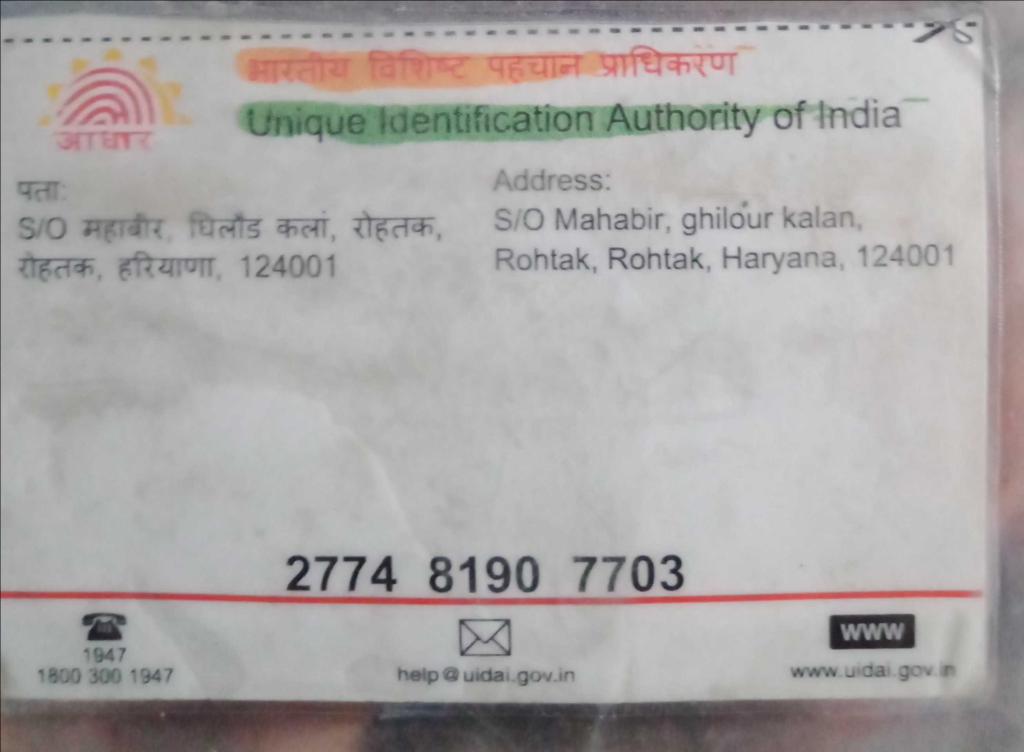 भारतीय विशिष्ट पहचान प्राधिकरण
Unique Identification Authority of India
आधार
पता:
S/O महाबीर, घिलौड कलां, रोहतक,
रोहतक, हरियाणा, 124001
Address:
S/O Mahabir, ghilour kalan,
Rohtak, Rohtak, Haryana, 124001
2774 8190 7703
1947
1800 300 1947
help@uidai.gov.in
www
www.uidai.gov.in